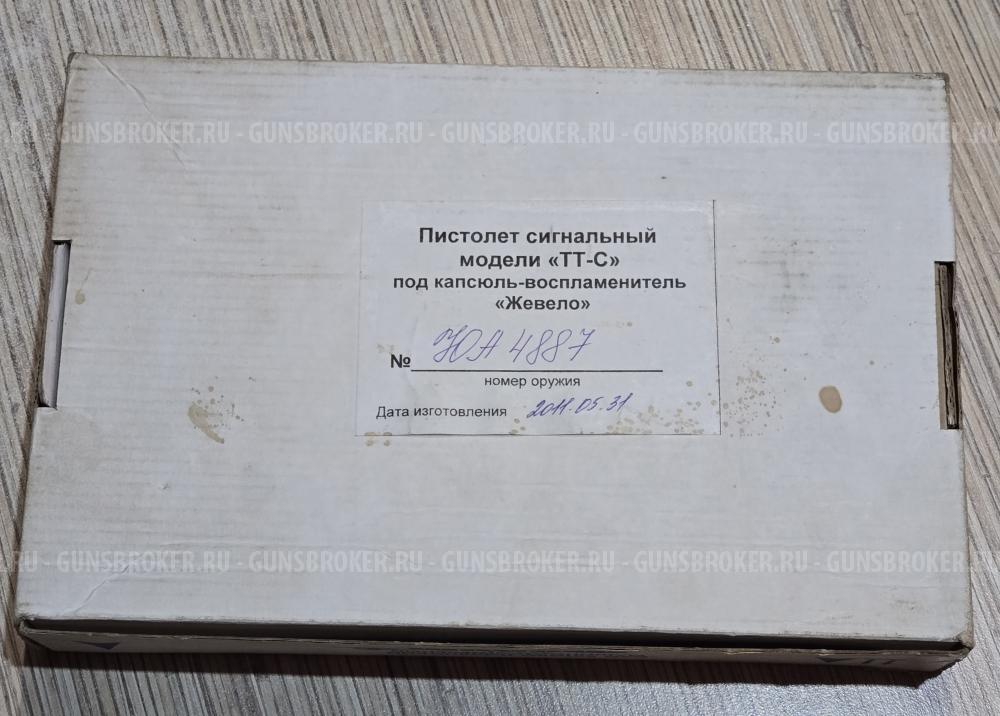 GUNSBROKER.RU - GUNSBROKER.RU - GUNSBROKER.RU - GUNSBROKER.RU - GUNSBROKER.RU
Пистолет сигнальный
модели «ТТ-С»
под капсюль-воспламенитель
«Жевело»
№ ЮА 4887
номер оружия
Дата изготовления 2011.05.31
RU - GUNSBROKER.RU - GUNSBROKER.RU - GUNSBROKER.RU - GUNSBROKER.RU - GUNSBROKER.RU